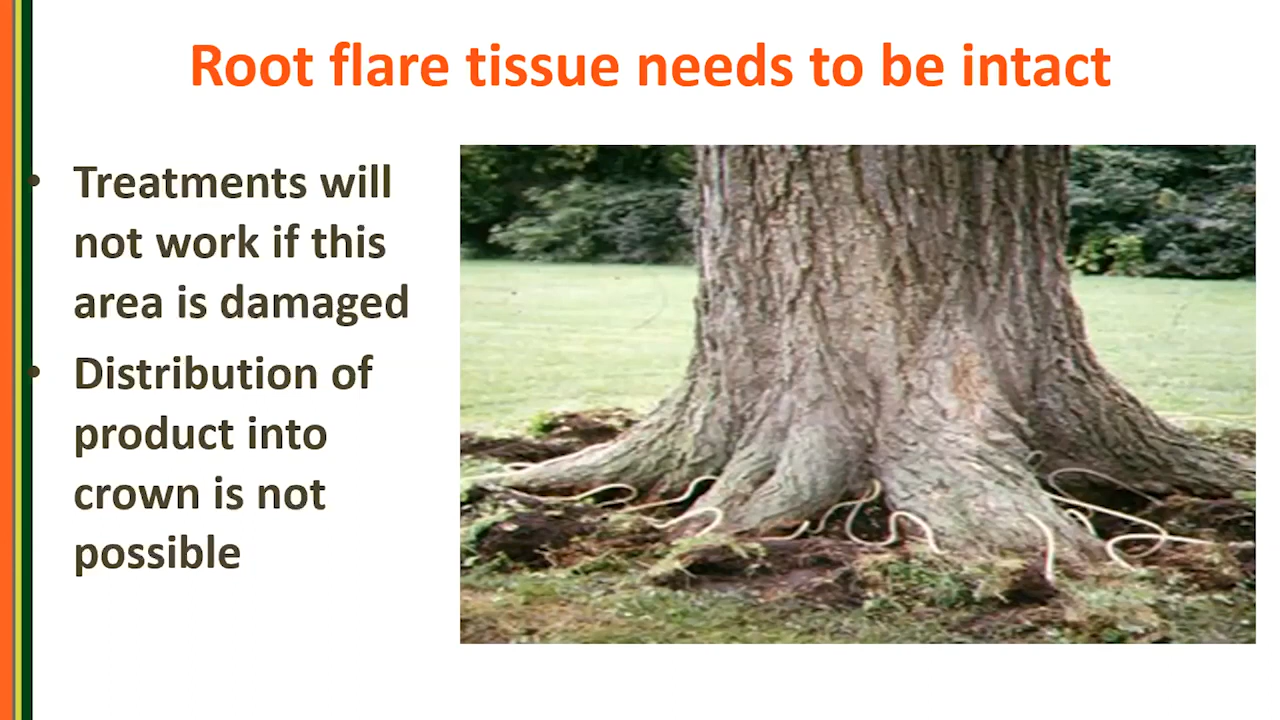 Root flare tissue needs to be intact
• Treatments will
not work if this
area is damaged
• Distribution of
product into
crown is not
possible